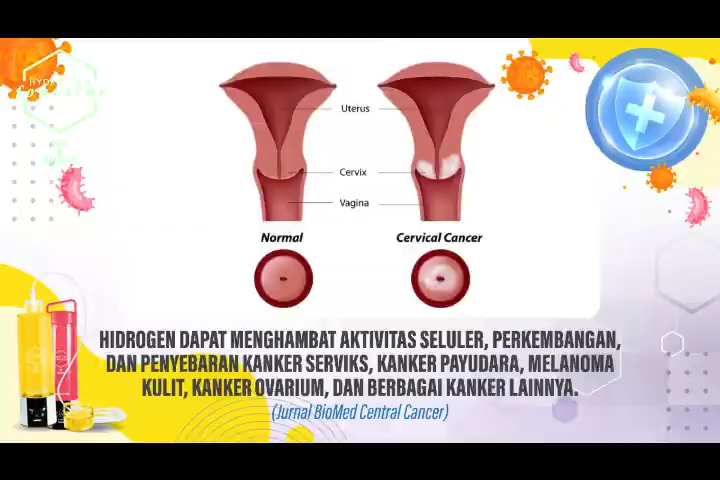 Uterus
Cervix
Vagina
Normal
Cervical Cancer
HIDROGEN DAPAT MENGHAMBAT AKTIVITAS SELULER, PERKEMBANGAN,
DAN PENYEBARAN KANKER SERVIKS, KANKER PAYUDARA, MELANOMA
KULIT, KANKER OVARIUM, DAN BERBAGAI KANKER LAINNYA.
(Jurnal BioMed Central Cancer)